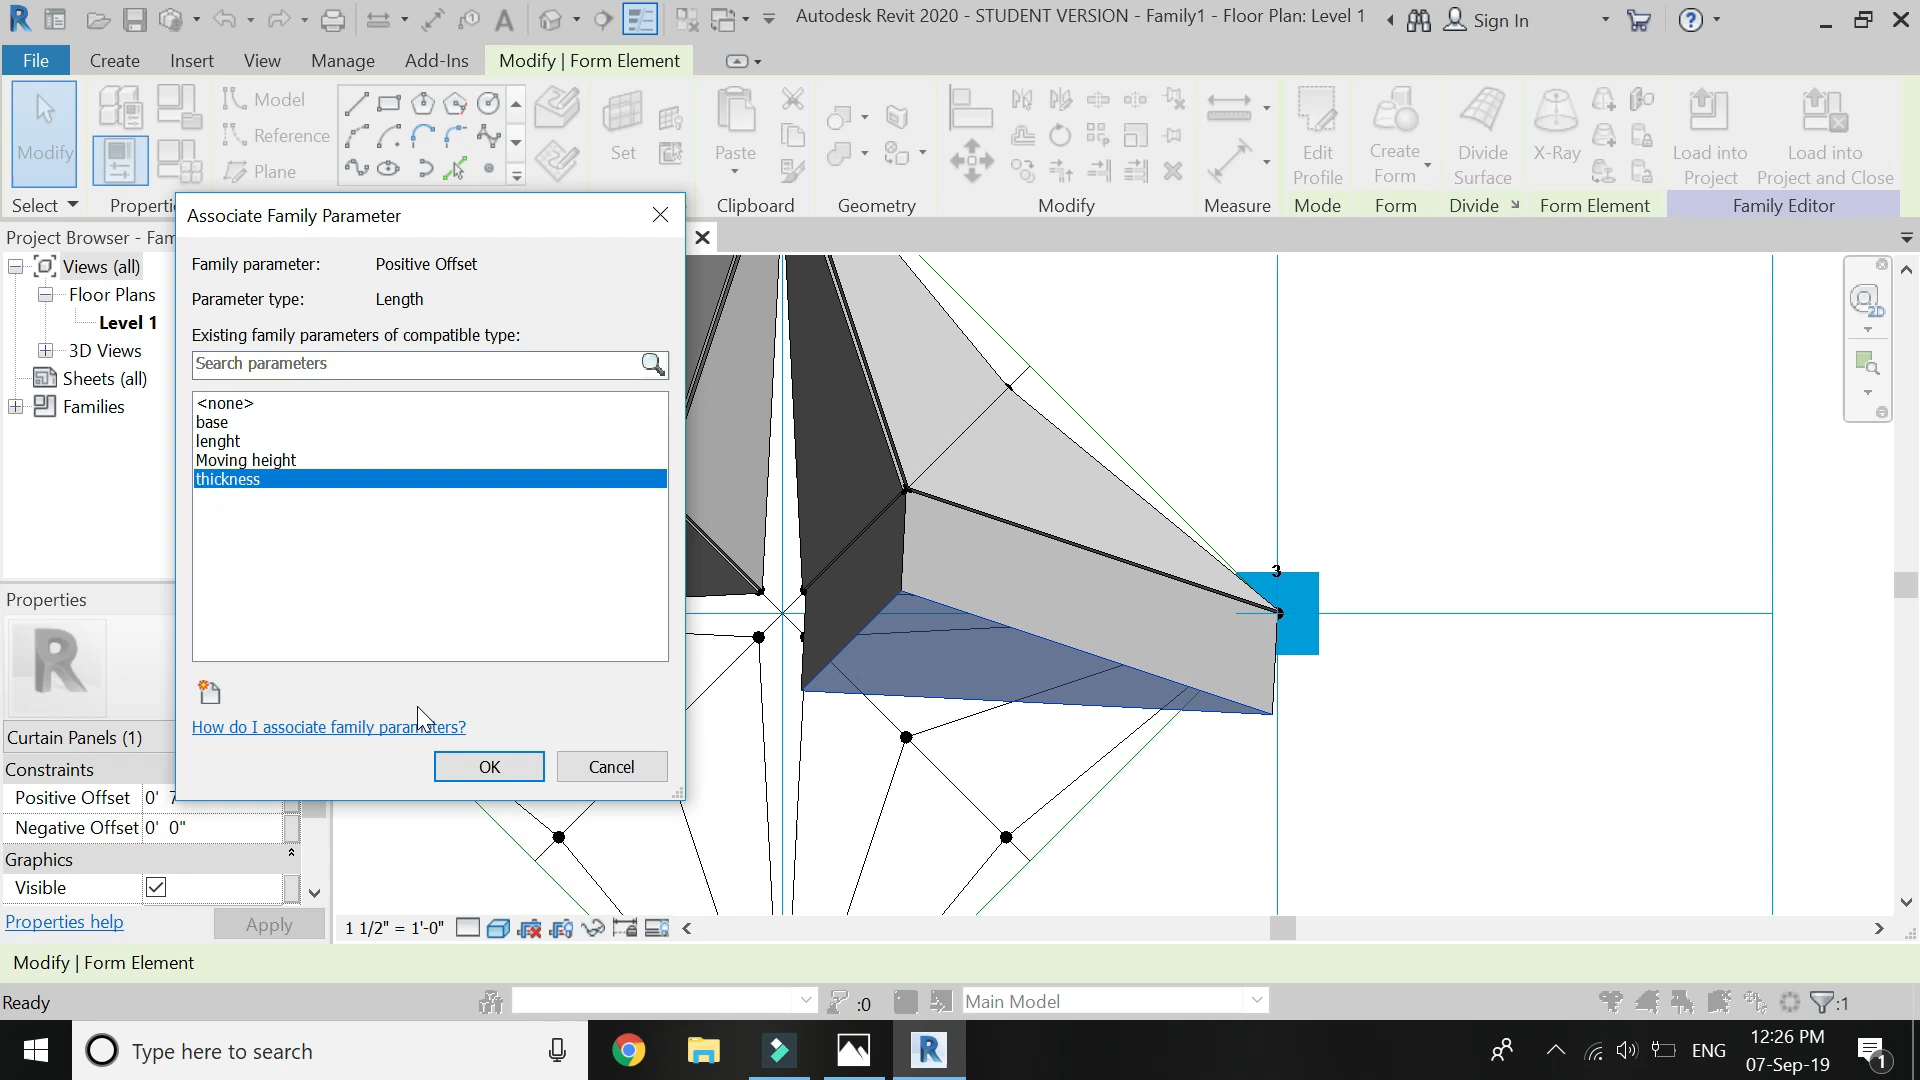 Autodesk Revit 2020 - STUDENT VERSION - Family1 - Floor Plan: Level 1
Sign In
File
Create
Insert
View
Manage
Add-Ins
Modify | Form Element
Modify
Model
Reference
Plane
Set
Paste
Edit
Profile
Create
Form
Divide
Surface
X-Ray
Load into
Project
Load into
Project and Close
Select
Clipboard
Geometry
Modify
Measure
Mode
Form
Divide
Form Element
Family Editor
Project Browser - Fam
Views (all)
Floor Plans
Level 1
3D Views
Sheets (all)
Families
Associate Family Parameter
Family parameter: Positive Offset
Parameter type: Length
Existing family parameters of compatible type:
Search parameters
<none>
base
lenght
Moving height
thickness
How do I associate family parameters?
OK
Cancel
3
2D
Properties
R
Curtain Panels (1)
Constraints
Positive Offset 0' 7
Negative Offset 0' 0"
Graphics
Visible
Properties help
Apply
1 1/2" = 1'-0"
Modify | Form Element
Ready
:0
Main Model
:1
Type here to search
ENG
12:26 PM
07-Sep-19
1